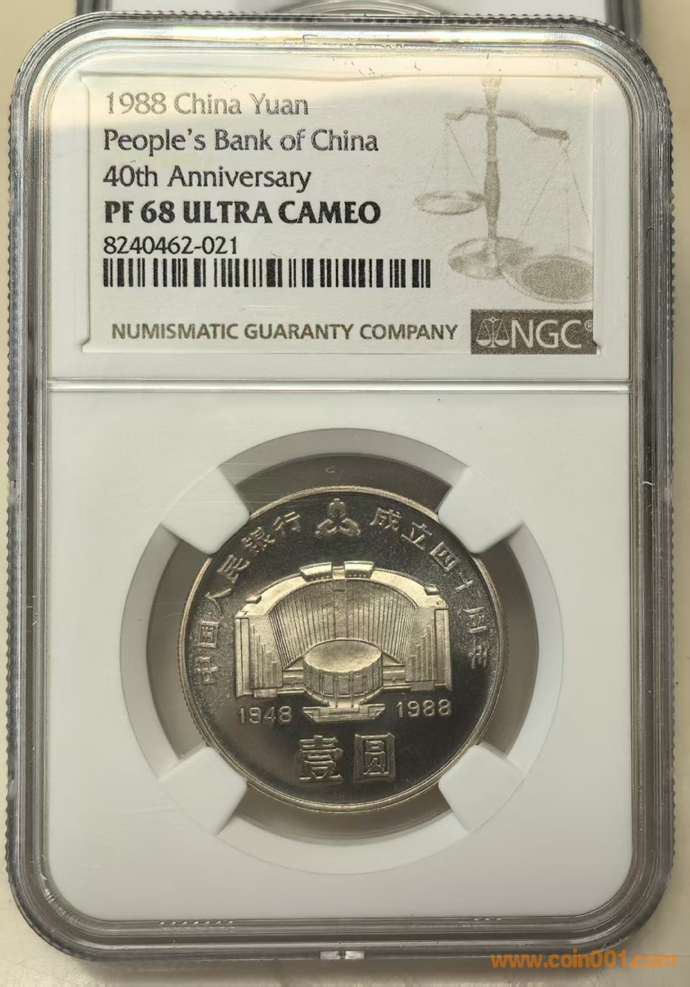 1988 China Yuan
People's Bank of China
40th Anniversary
PF 68 ULTRA CAMEO
8240462-021
NUMISMATIC GUARANTY COMPANY
NGC®
中国人民银行 成立四十周年
1948 1988
壹圆
www.coin001.com